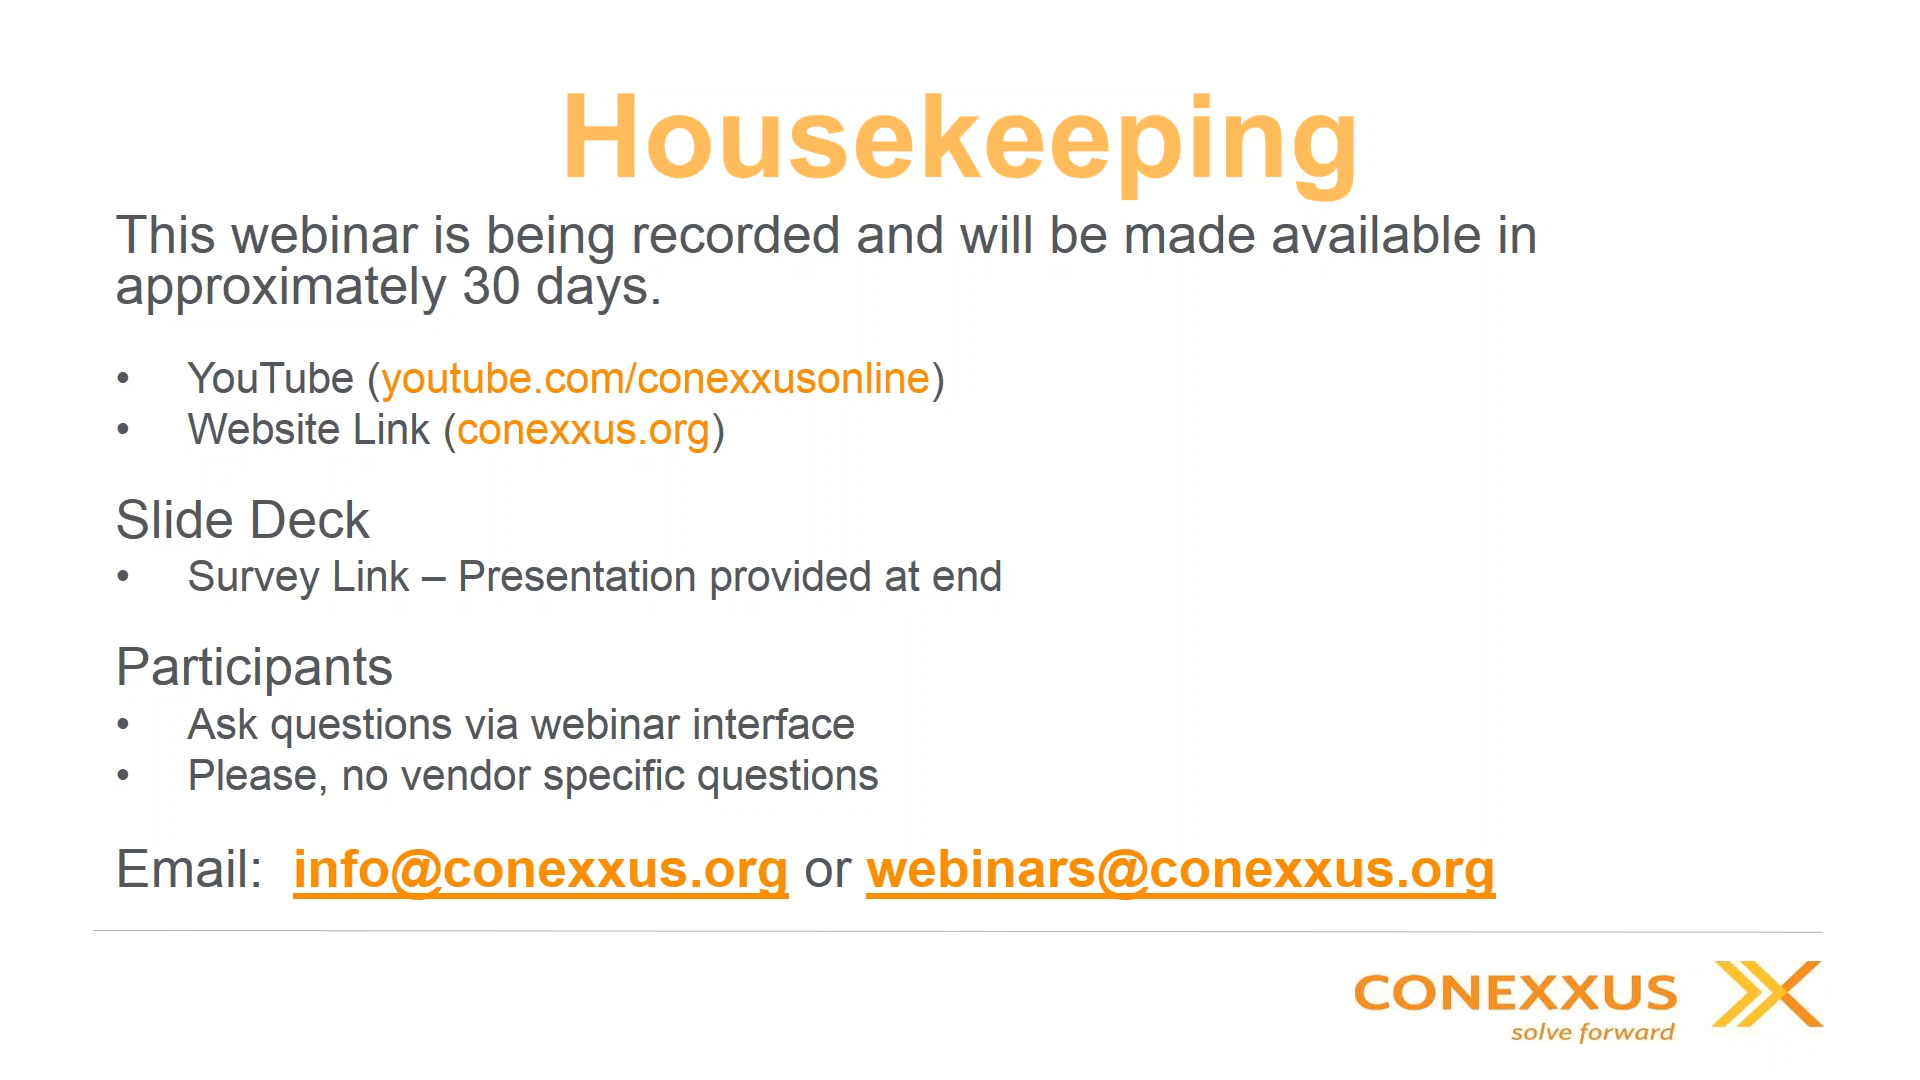 Housekeeping
This webinar is being recorded and will be made available in
approximately 30 days.
• YouTube (youtube.com/conexxusonline)
• Website Link (conexxus.org)
Slide Deck
• Survey Link – Presentation provided at end
Participants
• Ask questions via webinar interface
• Please, no vendor specific questions
Email: info@conexxus.org or webinars@conexxus.org
CONEXXUS
solve forward